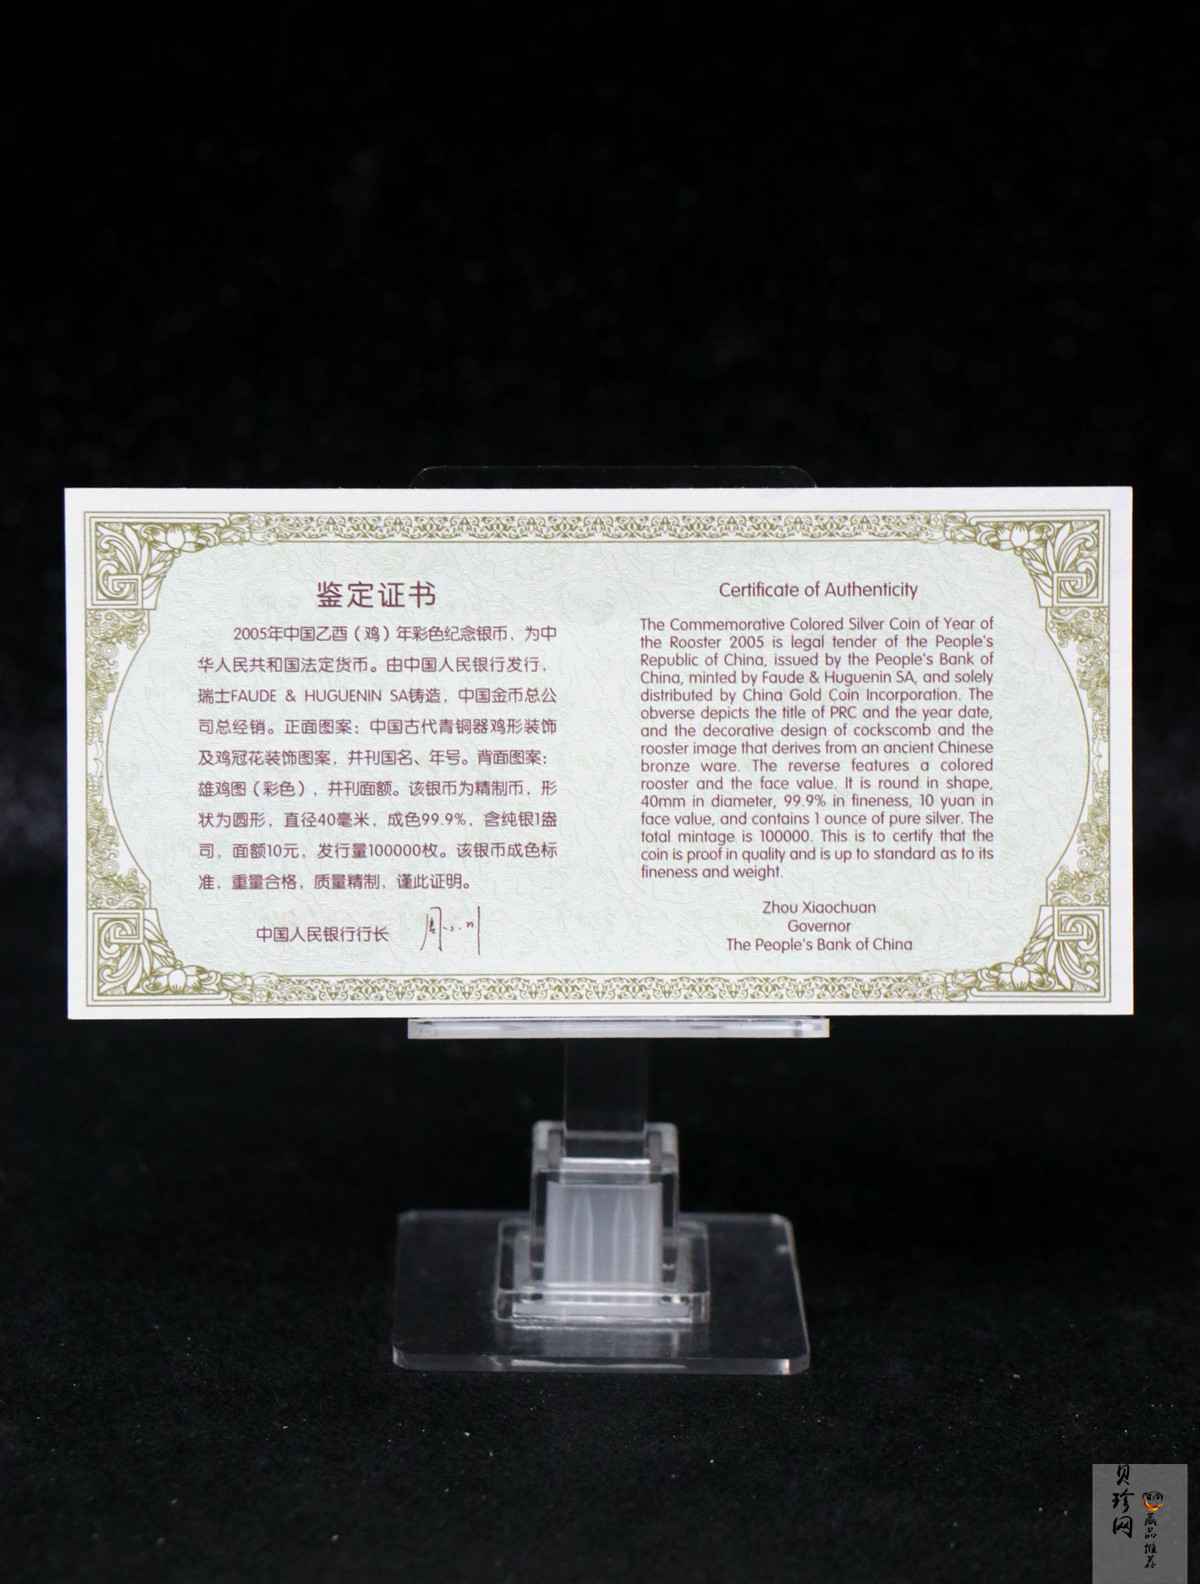 鉴定证书
2005年中国乙酉（鸡）年彩色纪念银币，为中
华人民共和国法定货币。由中国人民银行发行，
瑞士FAUDE & HUGUENIN SA铸造，中国金币总公
司总经销。正面图案：中国古代青铜器鸡形装饰
及鸡冠花装饰图案，并刊国名、年号。背面图案：
雄鸡图（彩色），并刊面额。该银币为精制币，形
状为圆形，直径40毫米，成色99.9%，含纯银1盎
司，面额10元，发行量100000枚。该银币成色标
准，重量合格，质量精制，谨此证明。
中国人民银行行长 周小川
Certificate of Authenticity
The Commemorative Colored Silver Coin of Year of
the Rooster 2005 is legal tender of the People's
Republic of China, issued by the People's Bank of
China, minted by Faude & Huguenin SA, and solely
distributed by China Gold Coin Incorporation. The
obverse depicts the title of PRC and the year date,
and the decorative design of cockscomb and the
rooster image that derives from an ancient Chinese
bronze ware. The reverse features a colored
rooster and the face value. It is round in shape,
40mm in diameter, 99.9% in fineness, 10 yuan in
face value, and contains 1 ounce of pure silver. The
total mintage is 100000. This is to certify that the
coin is proof in quality and is up to standard as to its
fineness and weight.
Zhou Xiaochuan
Governor
The People's Bank of China
贝珍网
藏品推荐